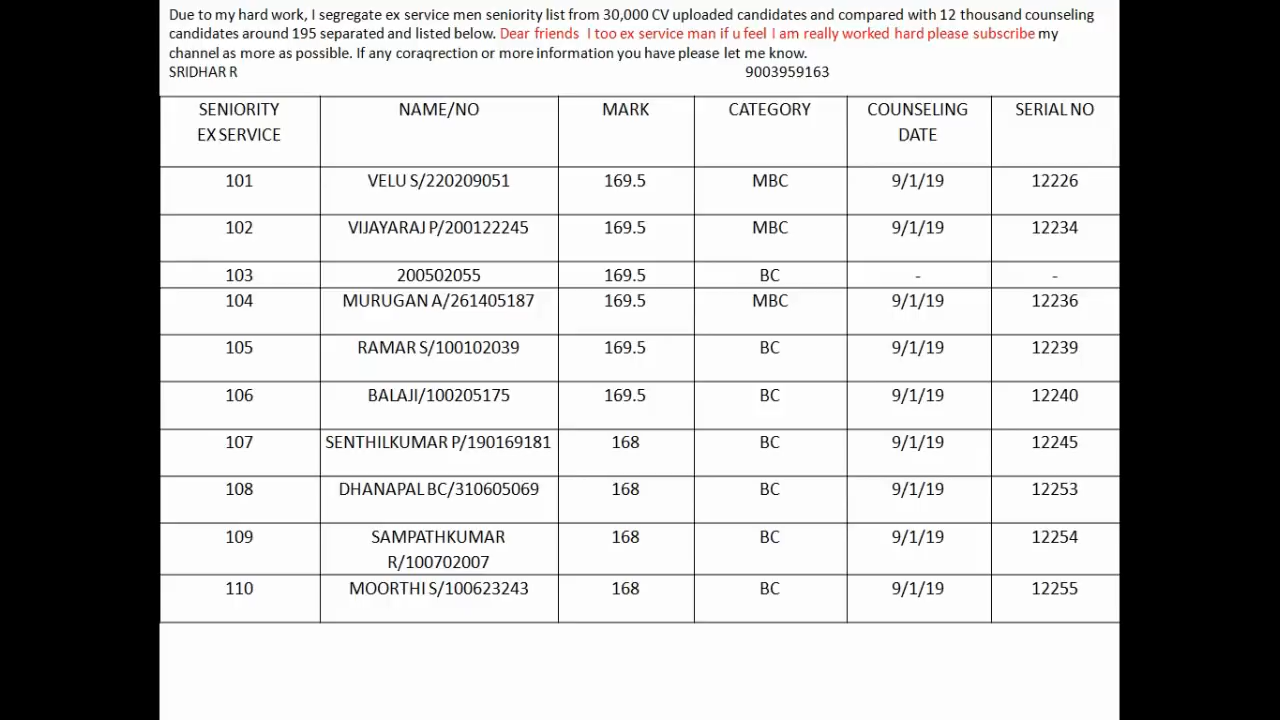 Due to my hard work, I segregate ex service men seniority list from 30,000 CV uploaded candidates and compared with 12 thousand counseling
candidates around 195 separated and listed below. Dear friends I too ex service man if u feel I am really worked hard please subscribe my
channel as more as possible. If any coraqrection or more information you have please let me know.
SRIDHAR R 9003959163
SENIORITY EX SERVICE NAME/NO MARK CATEGORY COUNSELING DATE SERIAL NO
101 VELU S/220209051 169.5 MBC 9/1/19 12226
102 VIJAYARAJ P/200122245 169.5 MBC 9/1/19 12234
103 200502055 169.5 BC - -
104 MURUGAN A/261405187 169.5 MBC 9/1/19 12236
105 RAMAR S/100102039 169.5 BC 9/1/19 12239
106 BALAJI/100205175 169.5 BC 9/1/19 12240
107 SENTHILKUMAR P/190169181 168 BC 9/1/19 12245
108 DHANAPAL BC/310605069 168 BC 9/1/19 12253
109 SAMPATHKUMAR R/100702007 168 BC 9/1/19 12254
110 MOORTHI S/100623243 168 BC 9/1/19 12255